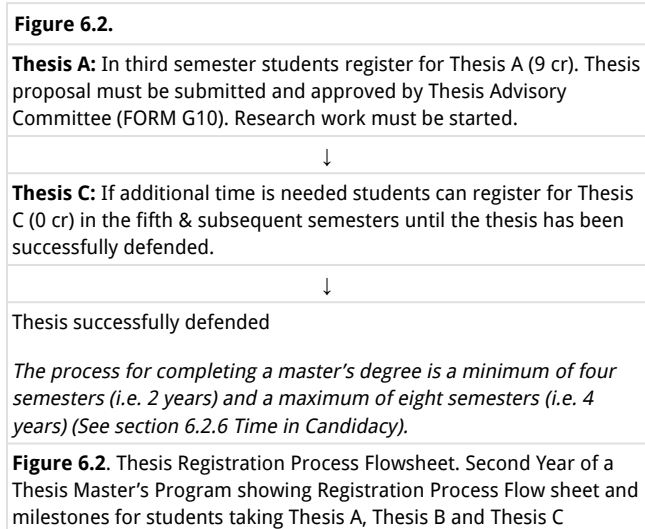 Figure 6.2.
Thesis A: In third semester students register for Thesis A (9 cr). Thesis
proposal must be submitted and approved by Thesis Advisory
Committee (FORM G10). Research work must be started.
↓
Thesis C: If additional time is needed students can register for Thesis
C (0 cr) in the fifth & subsequent semesters until the thesis has been
successfully defended.
↓
Thesis successfully defended
The process for completing a master's degree is a minimum of four
semesters (i.e. 2 years) and a maximum of eight semesters (i.e. 4
years) (See section 6.2.6 Time in Candidacy).
Figure 6.2. Thesis Registration Process Flowsheet. Second Year of a
Thesis Master's Program showing Registration Process Flow sheet and
milestones for students taking Thesis A, Thesis B and Thesis C